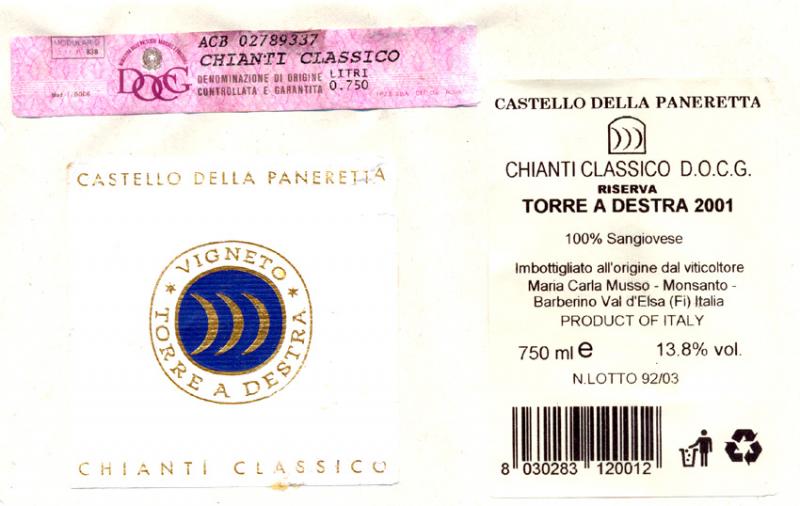 MODULARIO
838
ACB 02789337
CHIANTI CLASSICO
DOCG
DENOMINAZIONE DI ORIGINE LITRI
CONTROLLATA E GARANTITA 0.750
CASTELLO DELLA PANERETTA
VIGNETO
TORRE A DESTRA
CHIANTI CLASSICO
CASTELLO DELLA PANERETTA
CHIANTI CLASSICO D.O.C.G.
RISERVA
TORRE A DESTRA 2001
100% Sangiovese
Imbottigliato all'origine dal viticoltore
Maria Carla Musso - Monsanto -
Barberino Val d'Elsa (Fi) Italia
PRODUCT OF ITALY
750 ml e 13.8% vol.
N.LOTTO 92/03
8 030283 120012